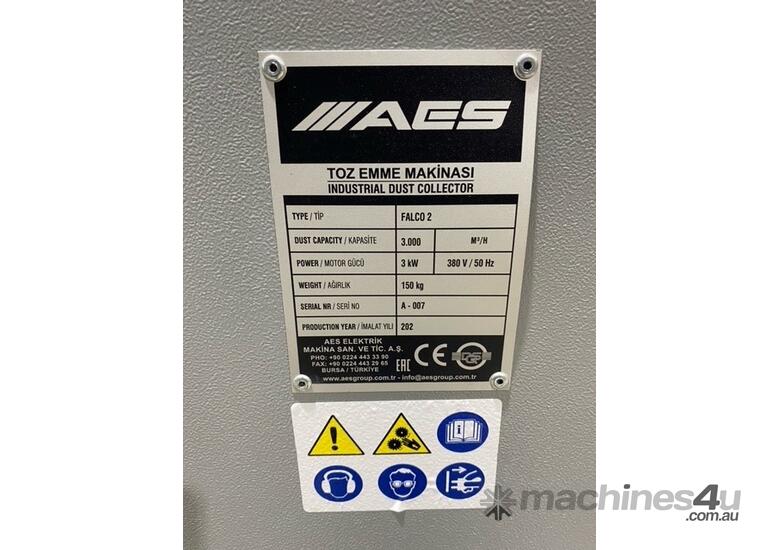 AES
TOZ EMME MAKİNASI
INDUSTRIAL DUST COLLECTOR
TYPE / TİP FALCO 2
DUST CAPACITY / KAPASİTE 3.000 M³/H
POWER / MOTOR GÜCÜ 3 kW 380 V / 50 Hz
WEIGHT / AĞIRLIK 150 kg
SERIAL NR / SERİ NO A - 007
PRODUCTION YEAR / İMALAT YILI 202
AES ELEKTRİK
MAKİNA SAN. VE TİC. A.Ş.
PHO: +90 0224 443 33 90
FAX: +90 0224 443 29 65
BURSA / TÜRKİYE
EAC CE
www.aesgroup.com.tr - info@aesgroup.com.tr
machines4u
.com.au